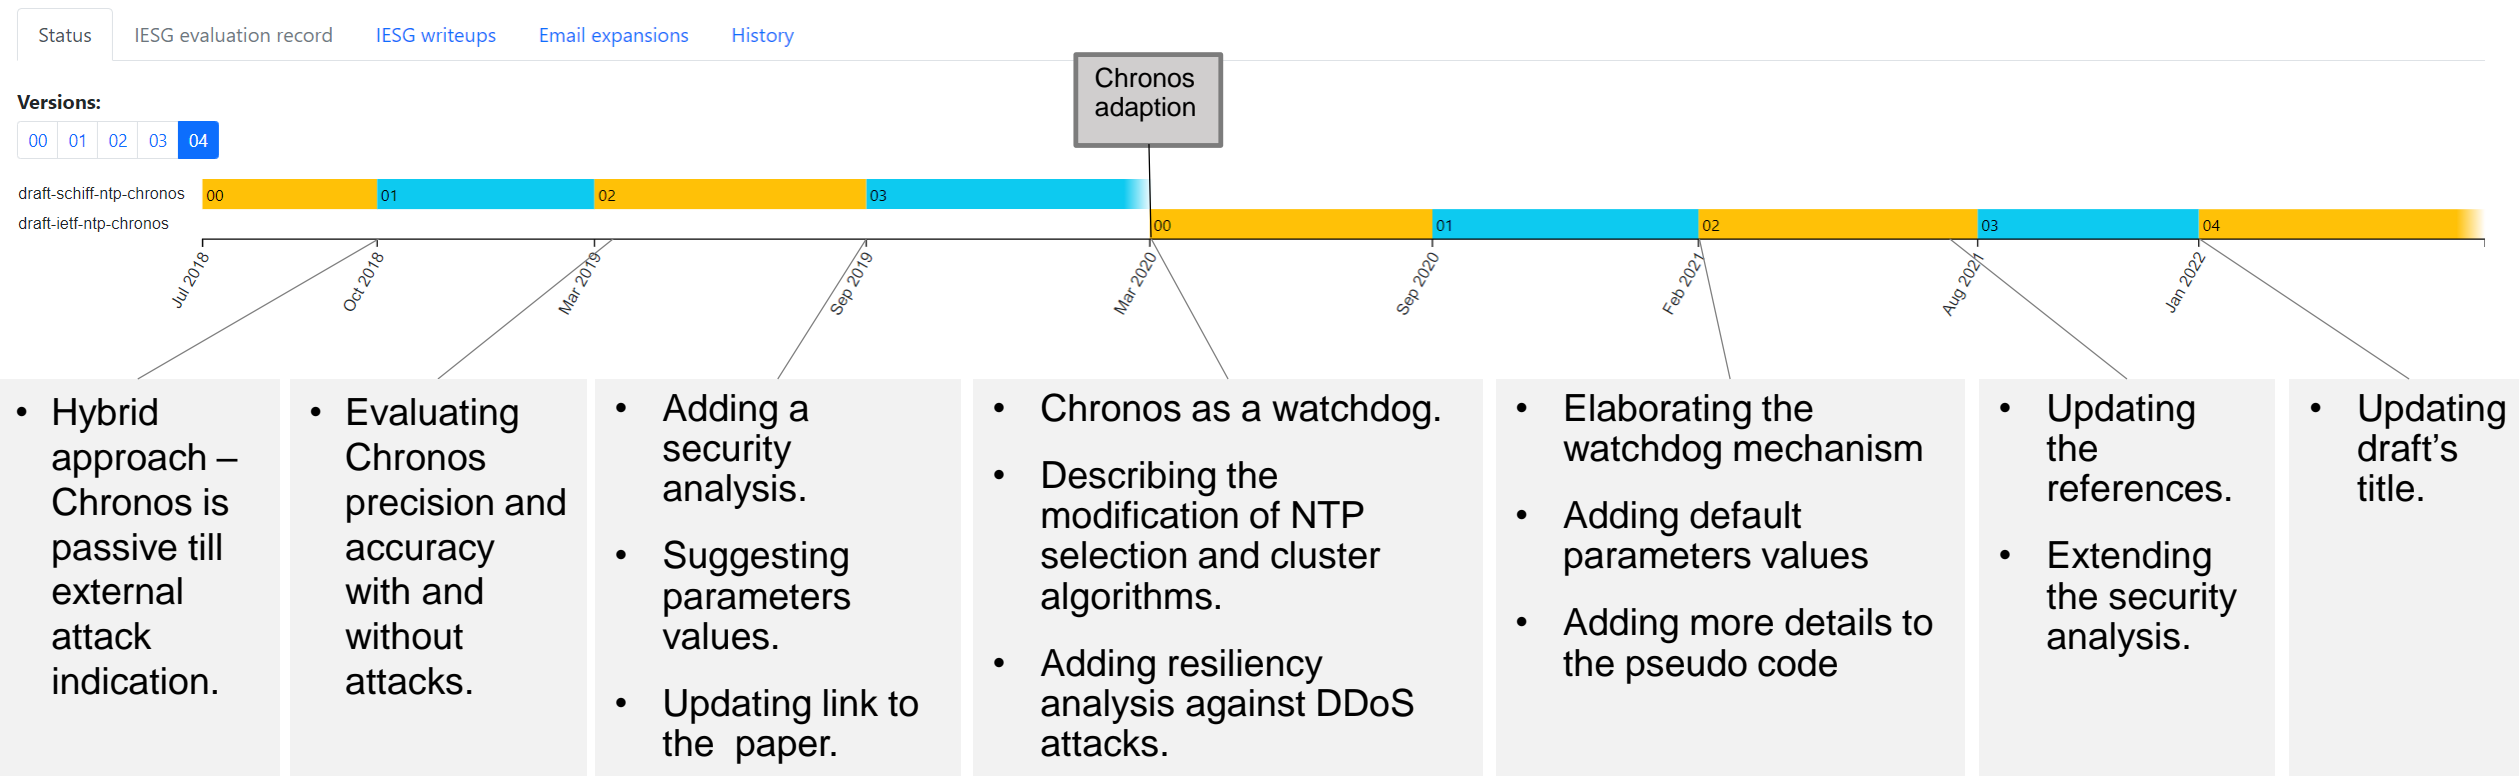 Status
IESG evaluation record
IESG writeups
Email expansions
History
Chronos
adaption
Versions:
00
01
02
03
04
draft-schiff-ntp-chronos
00
01
02
03
draft-ietf-ntp-chronos
00
01
02
03
04
Jul 2018
Oct 2018
Mar 2019
Sep 2019
Mar 2020
Sep 2020
Feb 2021
Aug 2021
Jan 2022
• Hybrid
approach –
Chronos is
passive till
external
attack
indication.
• Evaluating
Chronos
precision and
accuracy
with and
without
attacks.
• Adding a
security
analysis.
• Suggesting
parameters
values.
• Updating link to
the paper.
• Chronos as a watchdog.
• Describing the
modification of NTP
selection and cluster
algorithms.
• Adding resiliency
analysis against DDoS
attacks.
• Elaborating the
watchdog mechanism
• Adding default
parameters values
• Adding more details to
the pseudo code
• Updating
the
references.
• Extending
the security
analysis.
• Updating
draft’s
title.